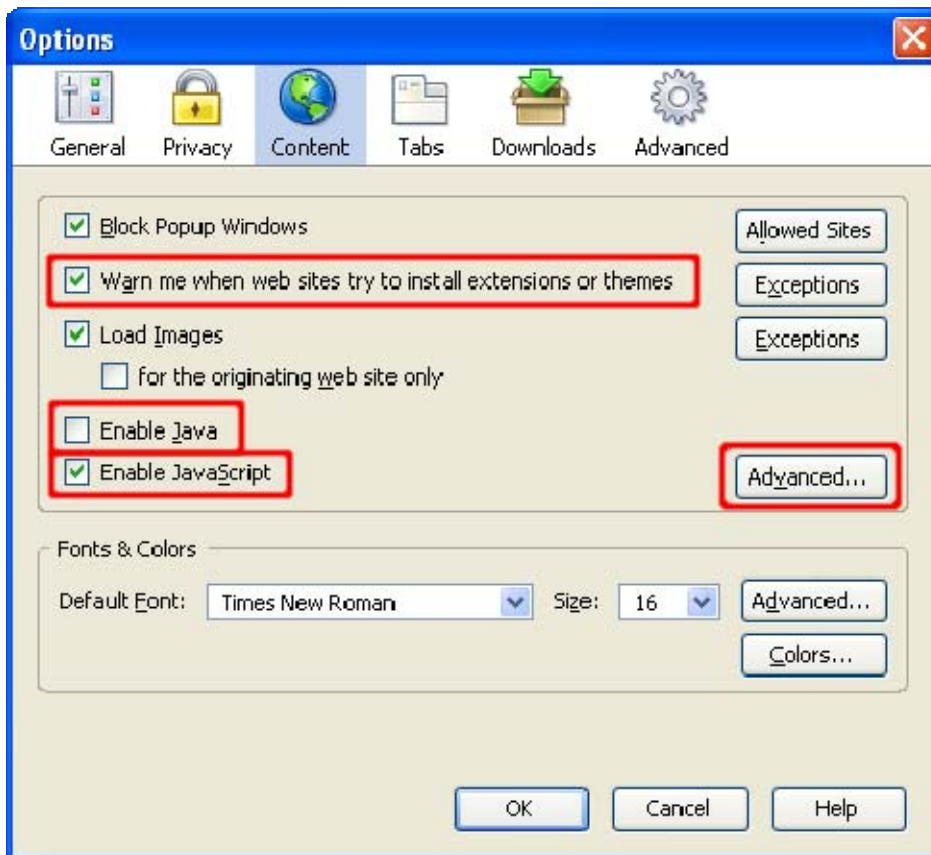 Options
General Privacy Content Tabs Downloads Advanced
Block Popup Windows Allowed Sites
Warn me when web sites try to install extensions or themes Exceptions
Load Images Exceptions
for the originating web site only
Enable Java
Enable JavaScript Advanced...
Fonts & Colors
Default Font: Times New Roman Size: 16 Advanced...
Colors...
OK Cancel Help